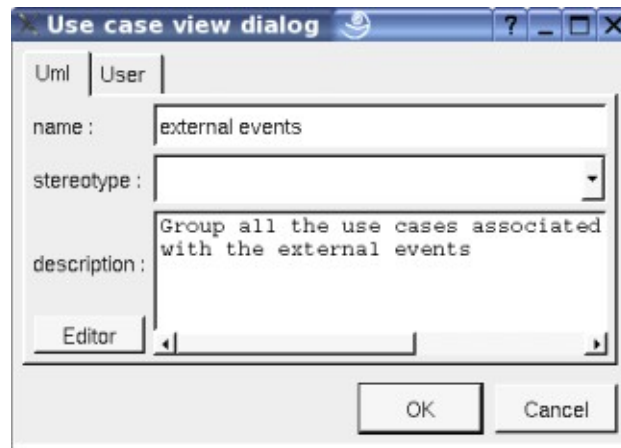 Use case view dialog
Uml User
name :
external events
stereotype :
Group all the use cases associated
with the external events
description :
Editor
OK Cancel